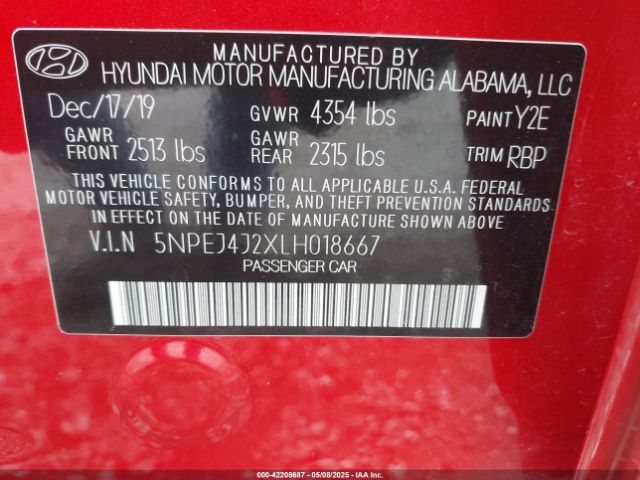 MANUFACTURED BY
HYUNDAI MOTOR MANUFACTURING ALABAMA, LLC
Dec/17/19 GVWR 4354 lbs PAINT Y2E
GAWR FRONT 2513 lbs GAWR REAR 2315 lbs TRIM RBP
THIS VEHICLE CONFORMS TO ALL APPLICABLE U.S.A. FEDERAL
MOTOR VEHICLE SAFETY, BUMPER, AND THEFT PREVENTION STANDARDS
IN EFFECT ON THE DATE OF MANUFACTURE SHOWN ABOVE.
V.I.N 5NPEJ4J2XLH018667
PASSENGER CAR
000-42208687 - 05/08/2025 - IAA Inc.